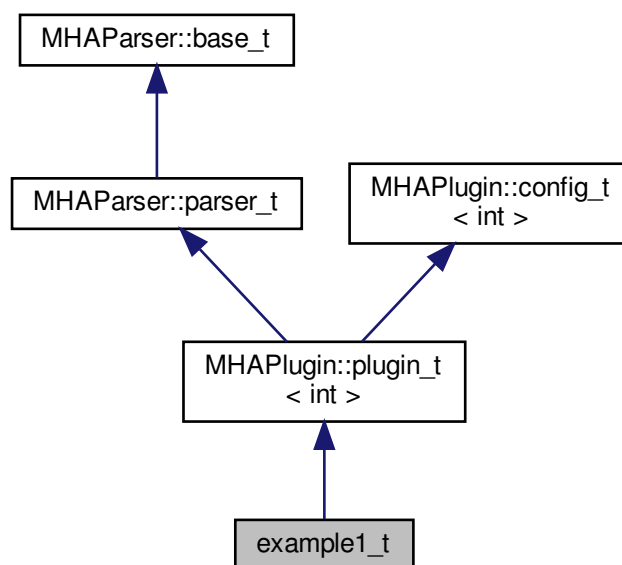 MHAParser::base_t
MHAParser::parser_t
MHAPlugin::config_t
< int >
MHAPlugin::plugin_t
< int >
example1_t